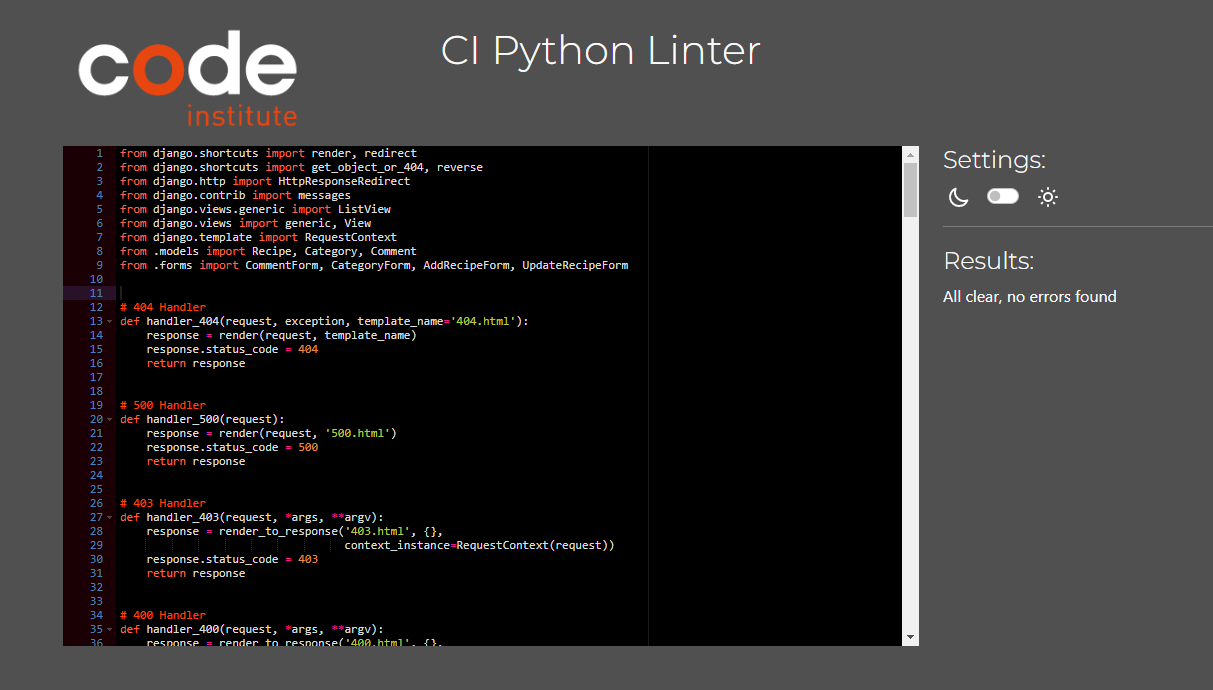 code
institute
CI Python Linter
1 from django.shortcuts import render, redirect
2 from django.shortcuts import get_object_or_404, reverse
3 from django.http import HttpResponseRedirect
4 from django.contrib import messages
5 from django.views.generic import ListView
6 from django.views import generic, View
7 from django.template import RequestContext
8 from .models import Recipe, Category, Comment
9 from .forms import CommentForm, CategoryForm, AddRecipeForm, UpdateRecipeForm
10
11
12 # 404 Handler
13 def handler_404(request, exception, template_name='404.html'):
14     response = render(request, template_name)
15     response.status_code = 404
16     return response
17
18
19 # 500 Handler
20 def handler_500(request):
21     response = render(request, '500.html')
22     response.status_code = 500
23     return response
24
25
26 # 403 Handler
27 def handler_403(request, *args, **argv):
28     response = render_to_response('403.html', {},
29                                   context_instance=RequestContext(request))
30     response.status_code = 403
31     return response
32
33
34 # 400 Handler
35 def handler_400(request, *args, **argv):
36     response = render_to_response('400.html', {},
Settings:
Results:
All clear, no errors found